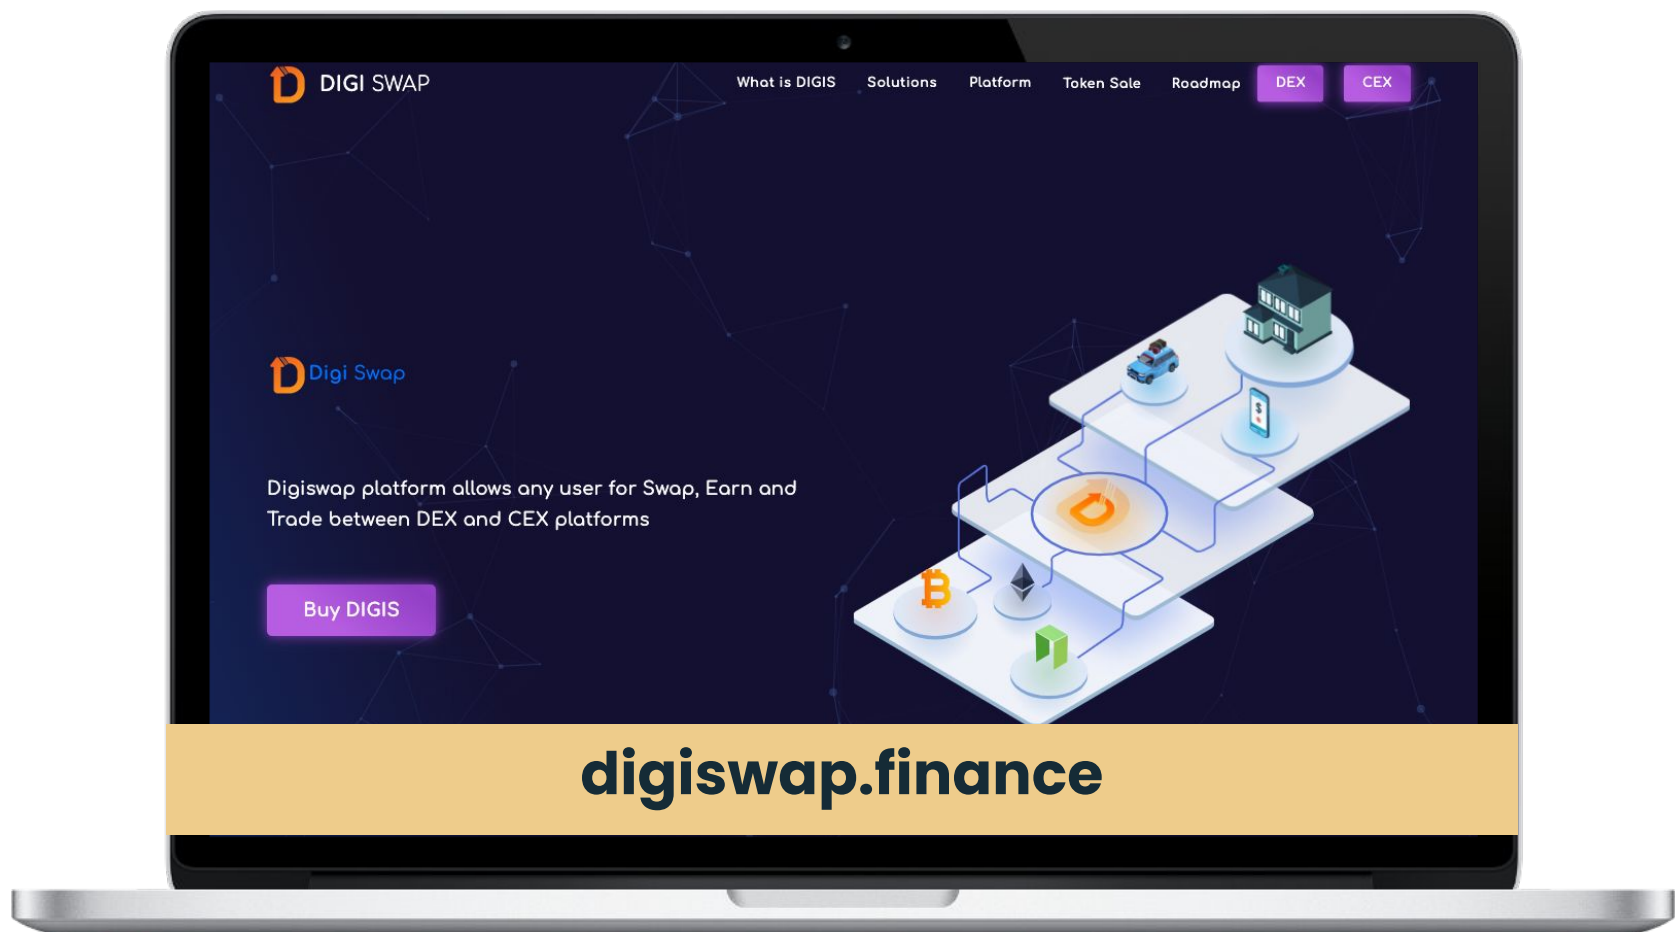 DIGI SWAP
What is DIGIS
Solutions
Platform
Token Sale
Roadmap
DEX
CEX
Digi Swap
Digiswap platform allows any user for Swap, Earn and
Trade between DEX and CEX platforms
Buy DIGIS
digiswap.finance